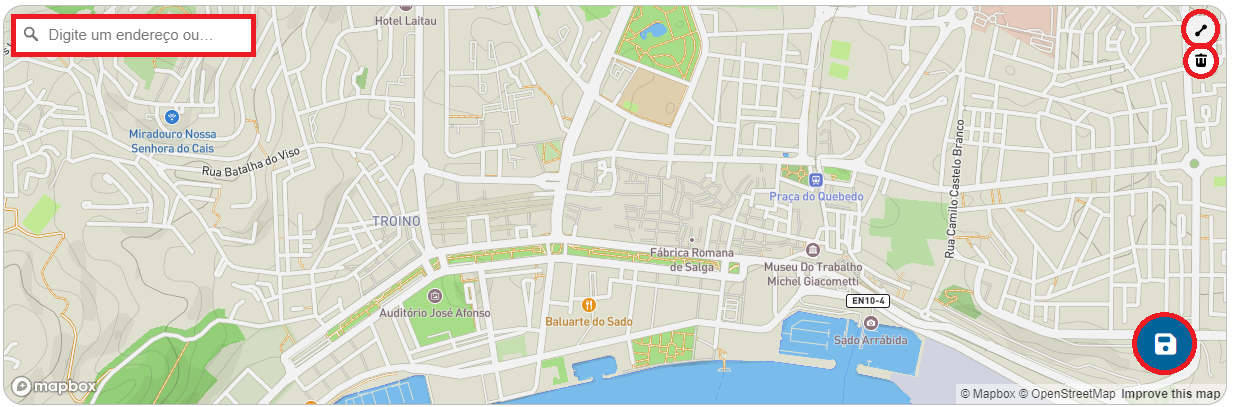 Hotel Laitau
Digite um endereço ou...
Miradouro Nossa
Senhora do Cais
Rua Batalha do Viso
Rua Camilo Castelo Branco
Praça do Quebedo
TROINO
Fábrica Romana
de Salga
Museu Do Trabalho
Michel Giacometti
EN10-4
Auditório José Afonso
Baluarte do Sado
Sado Arrábida
mapbox
© Mapbox © OpenStreetMap Improve this map